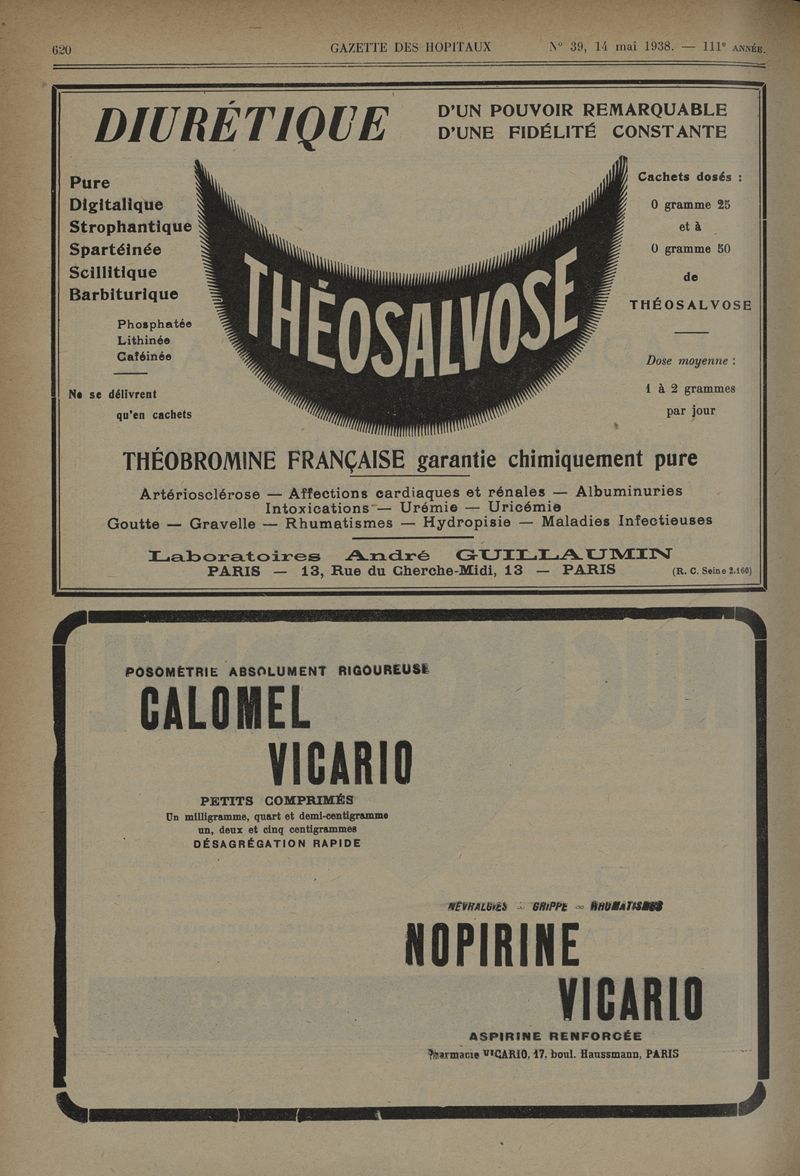 620 GAZETTE DES HOPITAUX N° 39, 14 mai 1938. — 111e ANNÉE.
DIURÉTIQUE
D'UN POUVOIR REMARQUABLE
D'UNE FIDÉLITÉ CONSTANTE
Pure
Digitalique
Strophantique
Spartéinée
Scillitique
Barbiturique
Phosphatée
Lithinée
Caféinée
Ne se délivrent
qu'en cachets
THÉOSALVOSE
Cachets dosés :
0 gramme 25
et à
0 gramme 50
de
THÉOSALVOSE
Dose moyenne :
1 à 2 grammes
par jour
THÉOBROMINE FRANÇAISE garantie chimiquement pure
Artériosclérose — Affections cardiaques et rénales — Albuminuries
Intoxications — Urémie — Uricémie
Goutte — Gravelle — Rhumatismes — Hydropisie — Maladies Infectieuses
Laboratoires André GUILLAUMIN
PARIS — 13, Rue du Cherche-Midi, 13 — PARIS (R. C. Seine 2.160)
POSOMÉTRIE ABSOLUMENT RIGOUREUSE
CALOMEL
VICARIO
PETITS COMPRIMÉS
Un milligramme, quart et demi-centigramme
un, deux et cinq centigrammes
DÉSAGRÉGATION RAPIDE
NÉVRALGIES - GRIPPE - RHUMATISMES
NOPIRINE
VICARIO
ASPIRINE RENFORCÉE
Pharmacie VICARIO, 17, boul. Haussmann, PARIS